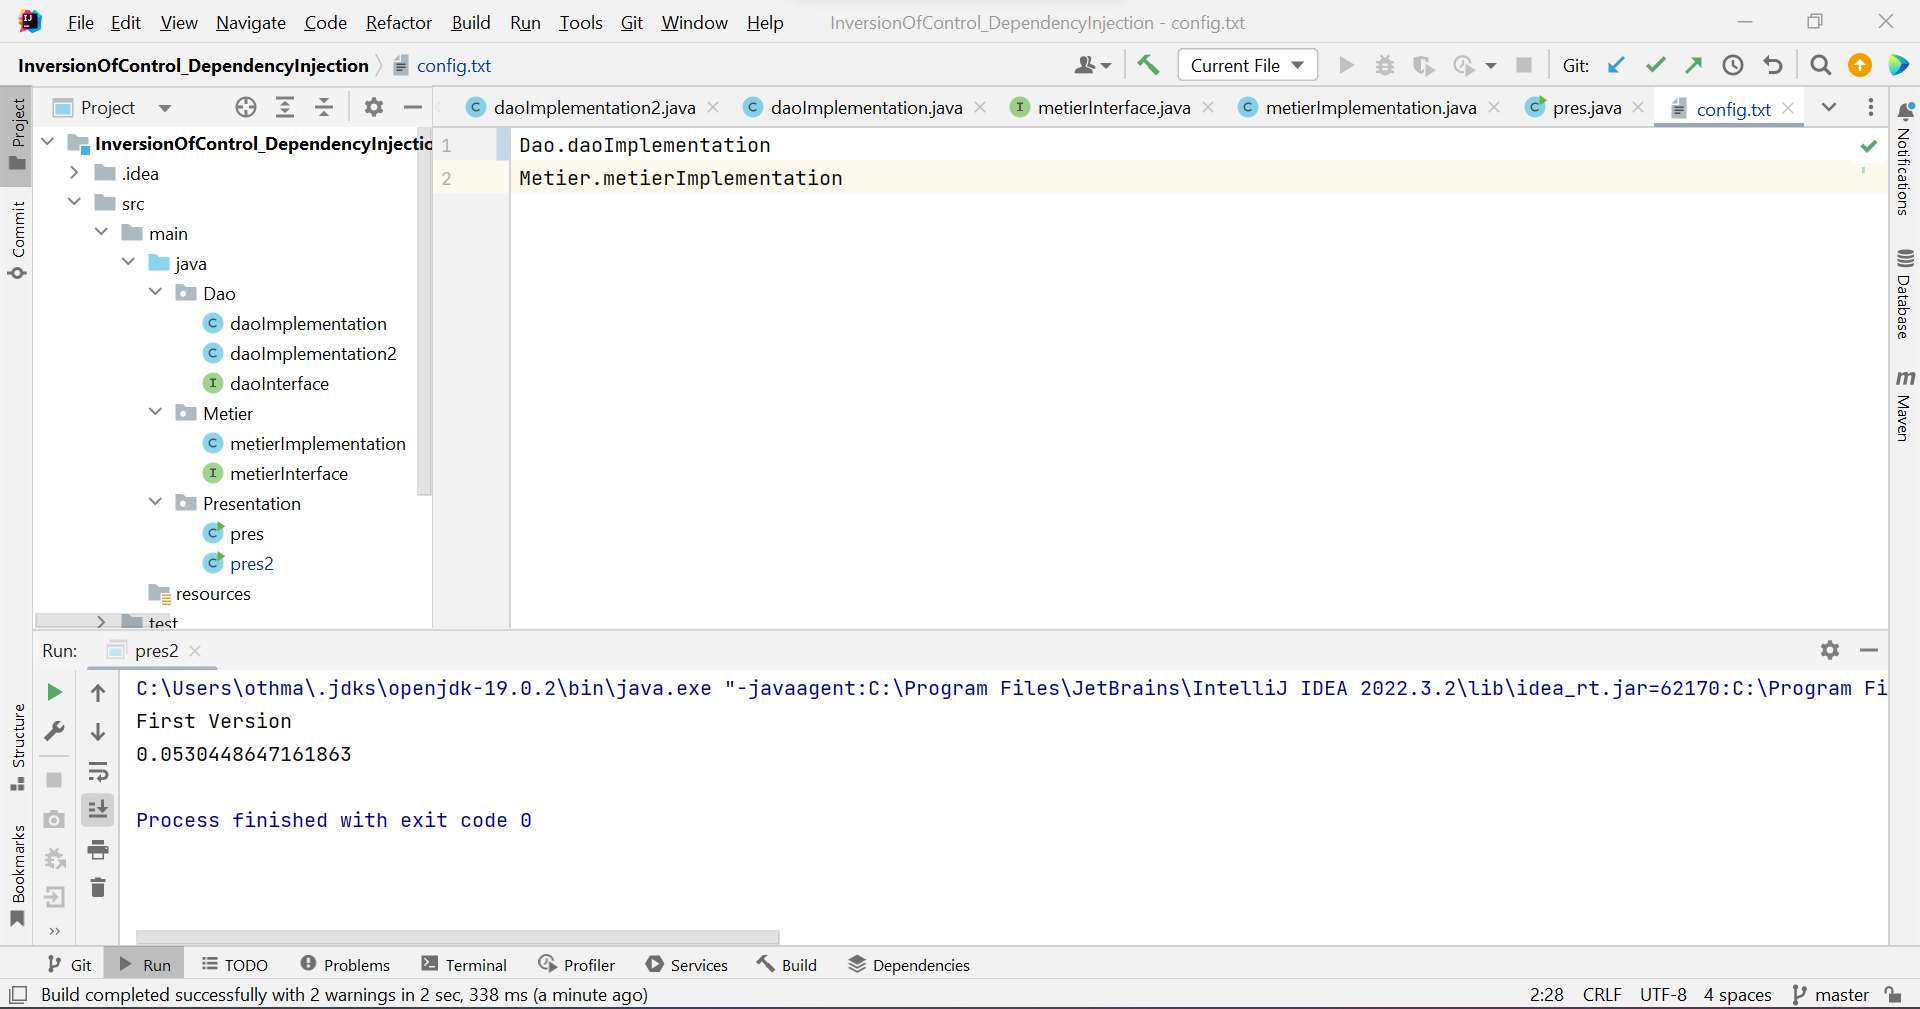 File Edit View Navigate Code Refactor Build Run Tools Git Window Help InversionOfControl_DependencyInjection - config.txt
InversionOfControl_DependencyInjection config.txt Current File Git:
Project daoImplementation2.java daoImplementation.java metierInterface.java metierImplementation.java pres.java config.txt
Project
Commit
Structure
Bookmarks
InversionOfControl_DependencyInjectio
.idea
src
main
java
Dao
daoImplementation
daoImplementation2
daoInterface
Metier
metierImplementation
metierInterface
Presentation
pres
pres2
resources
test
1 Dao.daoImplementation
2 Metier.metierImplementation
Notifications
Database
Maven
Run: pres2
C:\Users\othma\.jdks\openjdk-19.0.2\bin\java.exe "-javaagent:C:\Program Files\JetBrains\IntelliJ IDEA 2022.3.2\lib\idea_rt.jar=62170:C:\Program Fi
First Version
0.0530448647161863
Process finished with exit code 0
Git Run TODO Problems Terminal Profiler Services Build Dependencies
Build completed successfully with 2 warnings in 2 sec, 338 ms (a minute ago) 2:28 CRLF UTF-8 4 spaces master